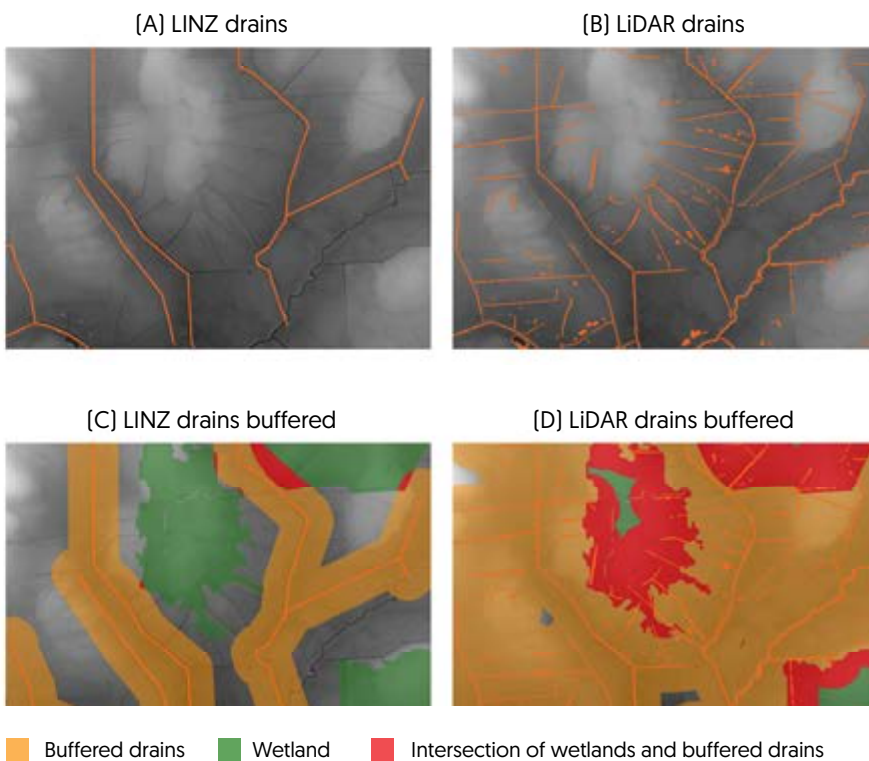 (A) LINZ drains
(B) LiDAR drains
(C) LINZ drains buffered
(D) LiDAR drains buffered
Buffered drains
Wetland
Intersection of wetlands and buffered drains